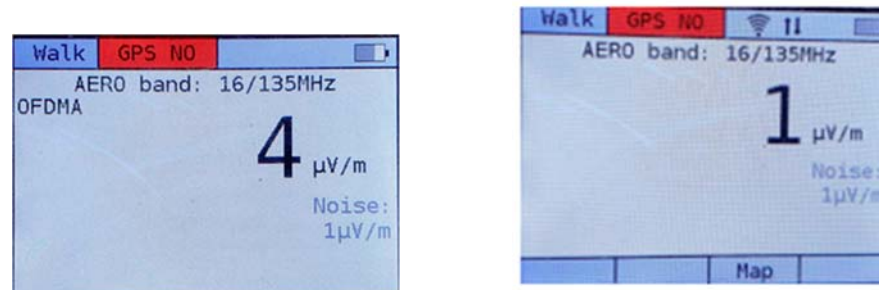 Walk GPS NO
AERO band: 16/135MHz
OFDMA
4 µV/m
Noise:
1µV/m
Walk GPS NO
AERO band: 16/135MHz
1 µV/m
Noise:
1µV/m
Map